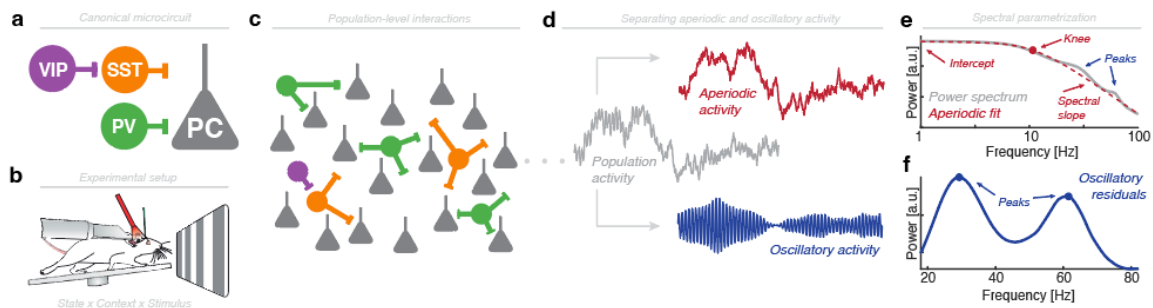 a
Canonical microcircuit
VIP
SST
PV
PC
b
Experimental setup
State x Context x Stimulus
c
Population-level interactions
d
Separating aperiodic and oscillatory activity
Aperiodic
activity
Population
activity
Oscillatory activity
e
Spectral parametrization
Knee
Peaks
Intercept
Power spectrum
Aperiodic fit
Spectral
slope
Power [a.u.]
1
10
100
Frequency [Hz]
f
Oscillatory
residuals
Peaks
Power [a.u.]
20
40
60
80
Frequency [Hz]